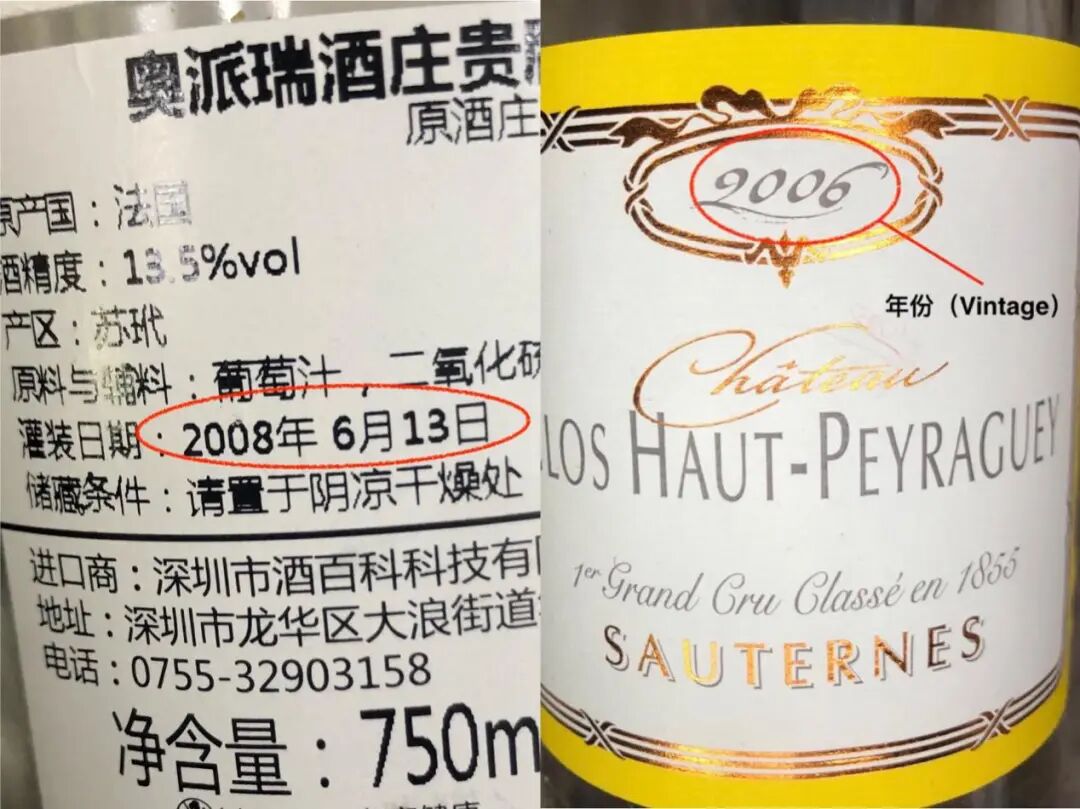 奥派瑞酒庄贵
原酒庄
原产国：法国
酒精度：13.5%vol
产区：苏玳
原料与辅料：葡萄汁，二氧化硫
灌装日期：2008年 6月13日
储藏条件：请置于阴凉干燥处
进口商：深圳市酒百科科技有
地址：深圳市龙华区大浪街道
电话：0755-32903158
净含量：750m
2006
年份（Vintage）
Château
LOS HAUT-PEYRAGUEY
1er Grand Cru Classé en 1855
SAUTERNES